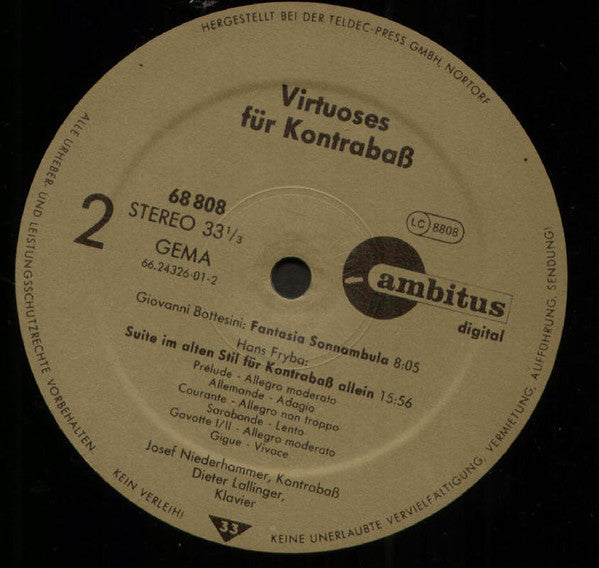 HERGESTELLT BEI DER TELDEC-PRESS GMBH, NORTORF
Virtuoses
für Kontrabaß
2
68 808
STEREO 33 1/3
GEMA
66.24326-01-2
LC 8808
ambitus
digital
Giovanni Bottesini: Fantasia Sonnambula 8:05
Hans Fryba:
Suite im alten Stil für Kontrabaß allein 15:56
Prélude - Allegro moderato
Allemande - Adagio
Courante - Allegro non troppo
Sarabande - Lento
Gavotte I/II - Allegro moderato
Gigue - Vivace
Josef Niederhammer, Kontrabaß
Dieter Lallinger,
Klavier
33
ALLE URHEBER- UND LEISTUNGSSCHUTZRECHTE VORBEHALTEN
KEIN VERLEIH!
KEINE UNERLAUBTE VERVIELFALTIGUNG, VERMIETUNG, AUFFÜHRUNG, SENDUNG!